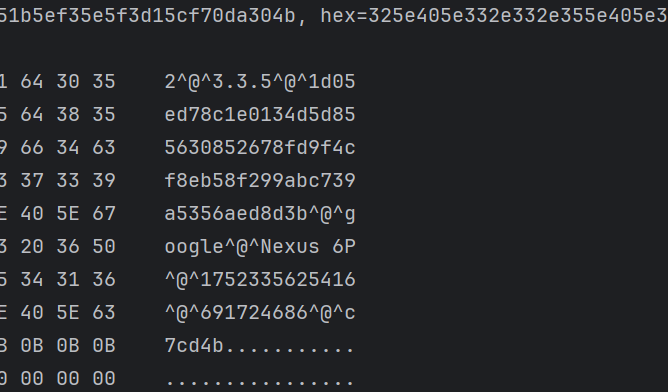 51b5ef35e5f3d15cf70da304b, hex=325e405e332e332e355e405e3
1 64 30 35 2^@^3.3.5^@^1d05
5 64 38 35 ed78c1e0134d5d85
9 66 34 63 5630852678fd9f4c
3 37 33 39 f8eb58f299abc739
E 40 5E 67 a5356aed8d3b^@^g
3 20 36 50 oogle^@^Nexus 6P
5 34 31 36 ^@^1752335625416
E 40 5E 63 ^@^691724686^@^c
B 0B 0B 0B 7cd4b...........
0 00 00 00 ................